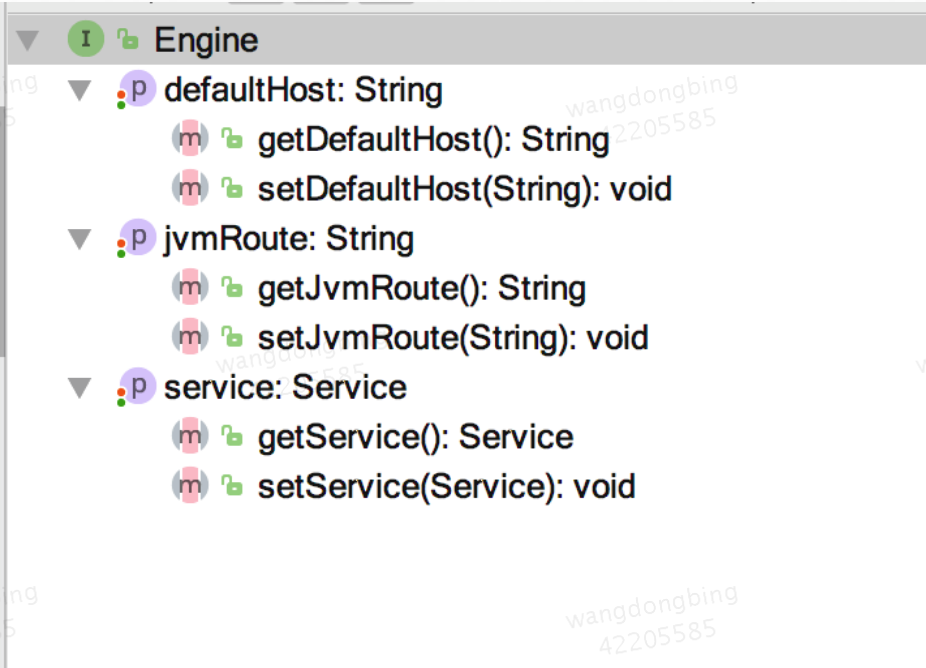 I Engine
p defaultHost: String
wangdongbing
42205585
m getDefaultHost(): String
m setDefaultHost(String): void
p jvmRoute: String
m getJvmRoute(): String
m setJvmRoute(String): void
p service: Service
m getService(): Service
m setService(Service): void
wangdongbing
42205585